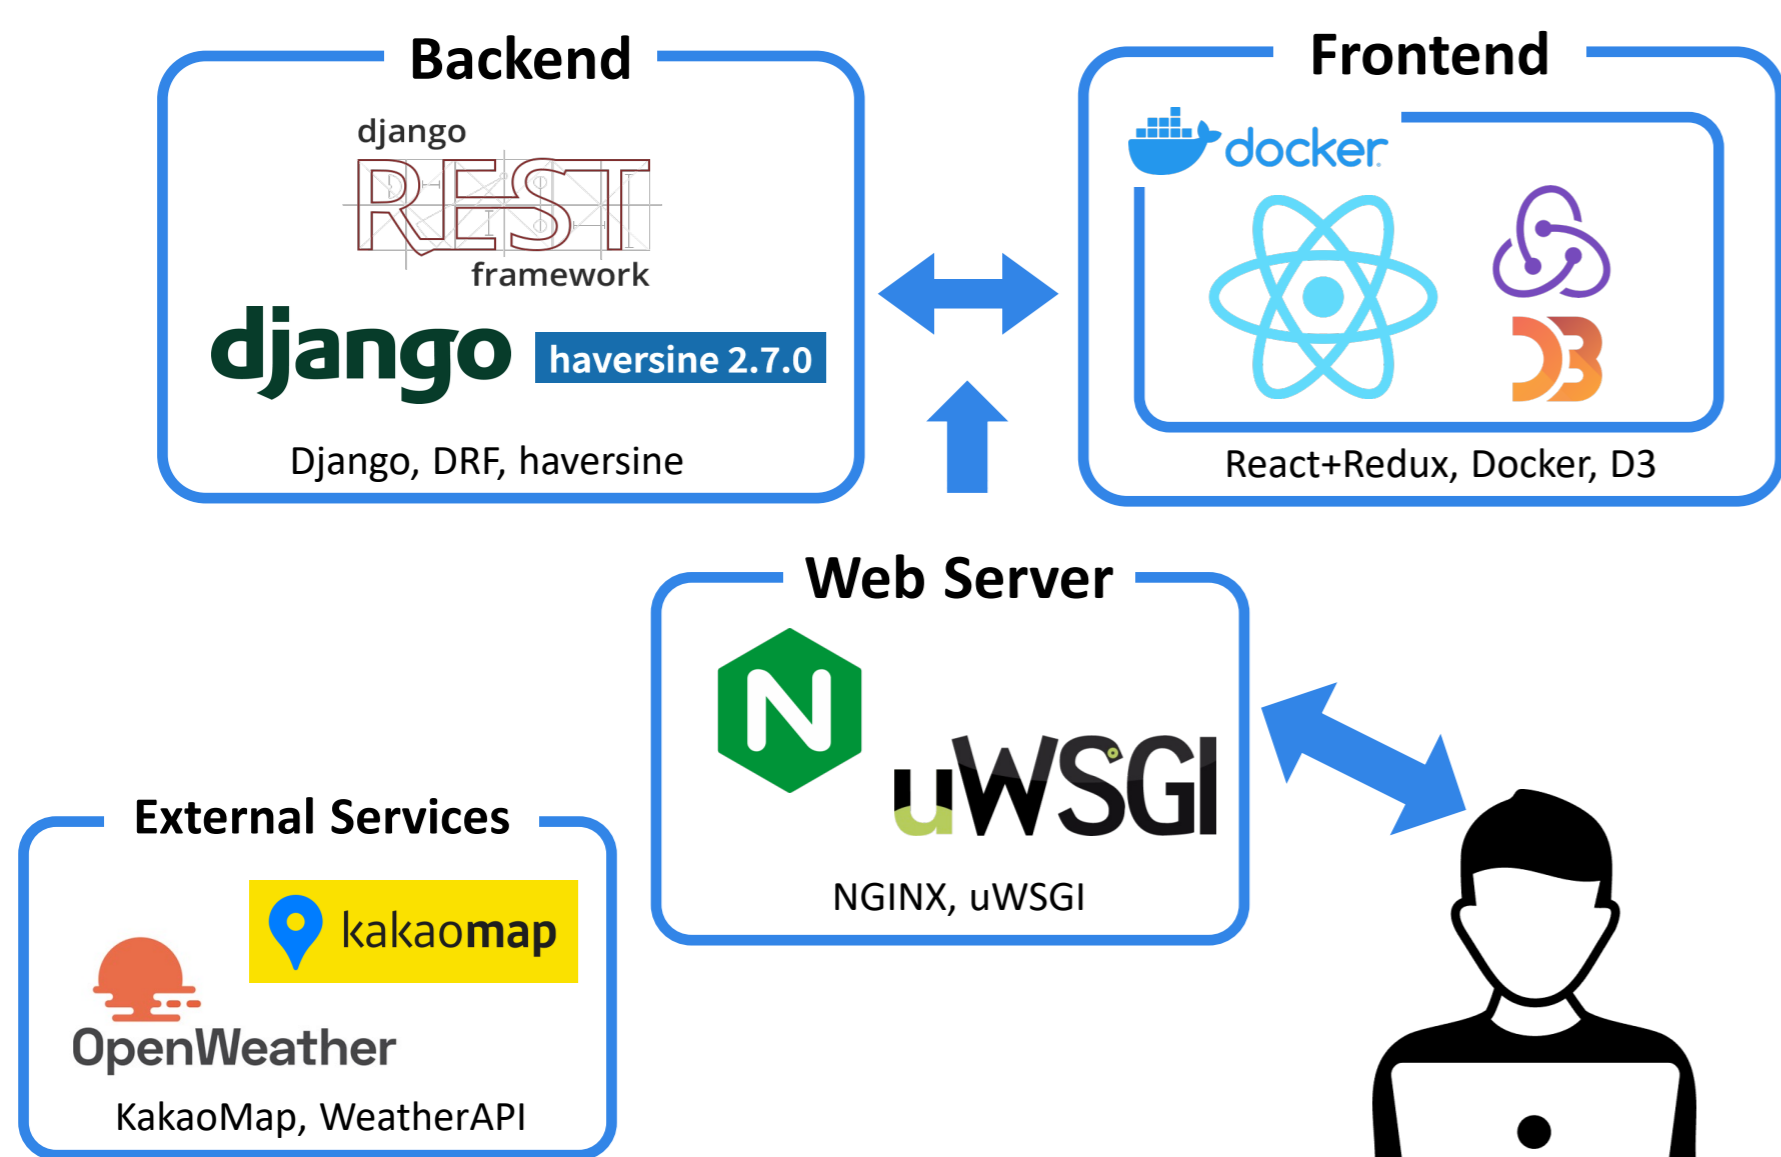 Backend
django
REST
framework
django
haversine 2.7.0
Django, DRF, haversine
Frontend
docker
D3
React+Redux, Docker, D3
Web Server
N
uWSGI
NGINX, uWSGI
External Services
kakaomap
OpenWeather
KakaoMap, WeatherAPI